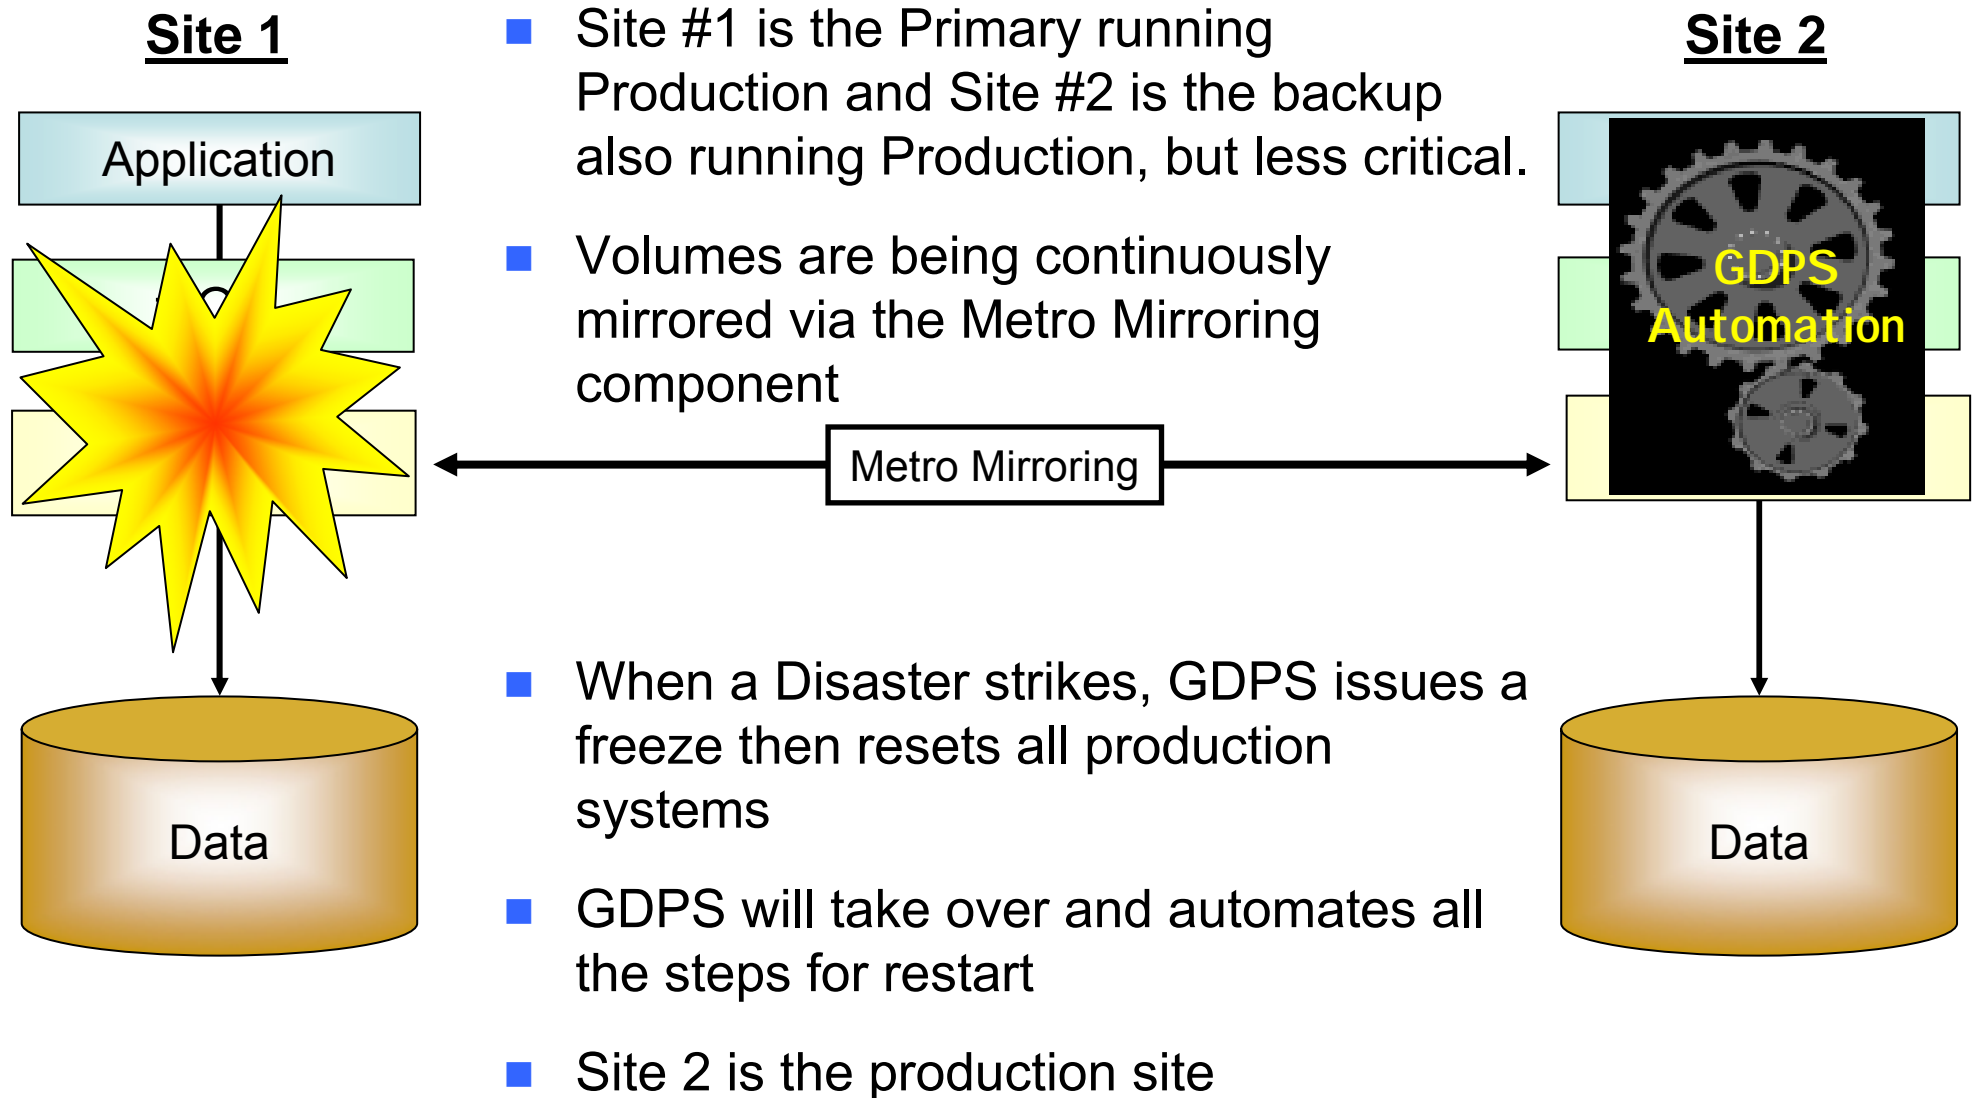 Site 1
Site #1 is the Primary running
Production and Site #2 is the backup
also running Production, but less critical.
Site 2
Application
Volumes are being continuously
mirrored via the Metro Mirroring
component
GDPS
Automation
Metro Mirroring
When a Disaster strikes, GDPS issues a
freeze then resets all production
systems
Data
Data
GDPS will take over and automates all
the steps for restart
Site 2 is the production site